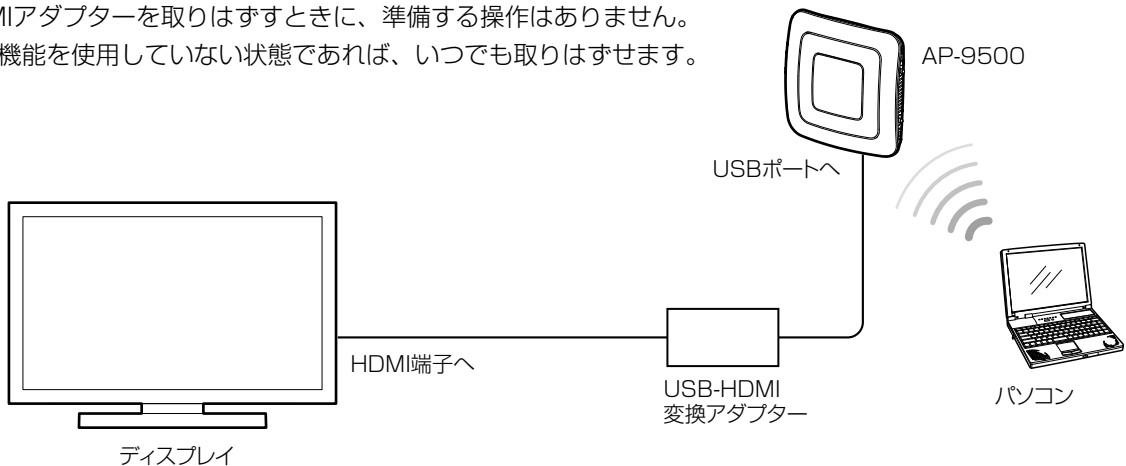 MIアダプターを取りはずすときに、準備する操作はありません。
機能を使用していない状態であれば、いつでも取りはずせます。
AP-9500
USBポートへ
HDMI端子へ
USB-HDMI
変換アダプター
パソコン
ディスプレイ